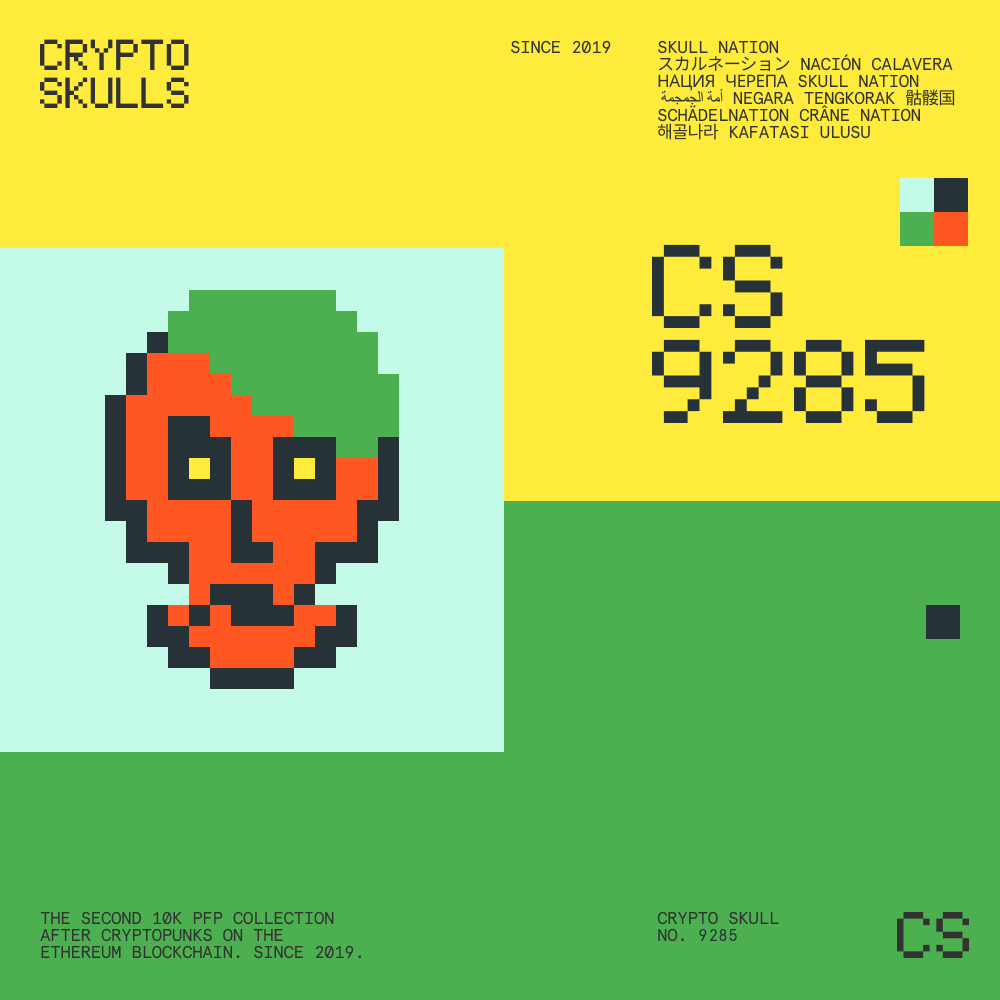 CRYPTO
SKULLS
SINCE 2019
SKULL NATION
スカルネーション NACIÓN CALAVERA
НАЦИЯ ЧЕРЕПА SKULL NATION
أمة الجمجمة NEGARA TENGKORAK 骷髅国
SCHÄDELNATION CRÂNE NATION
해골나라 KAFATASI ULUSU
CS
9285
THE SECOND 10K PFP COLLECTION
AFTER CRYPTOPUNKS ON THE
ETHEREUM BLOCKCHAIN. SINCE 2019.
CRYPTO SKULL
NO. 9285
CS